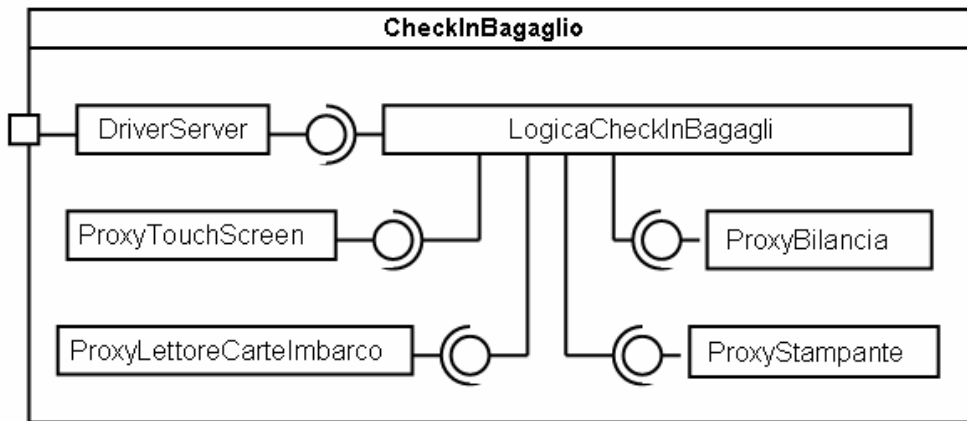 CheckInBagaglio
DriverServer
LogicaCheckInBagagli
ProxyTouchScreen
ProxyBilancia
ProxyLettoreCarteImbarco
ProxyStampante